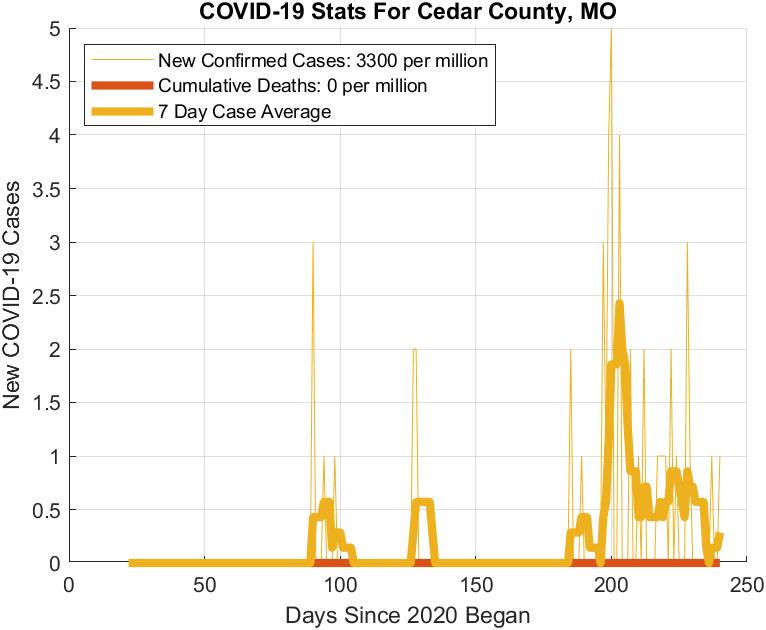 COVID-19 Stats For Cedar County, MO
New Confirmed Cases: 3300 per million
Cumulative Deaths: 0 per million
7 Day Case Average
New COVID-19 Cases
5
4.5
4
3.5
3
2.5
2
1.5
1
0.5
0
0 50 100 150 200 250
Days Since 2020 Began